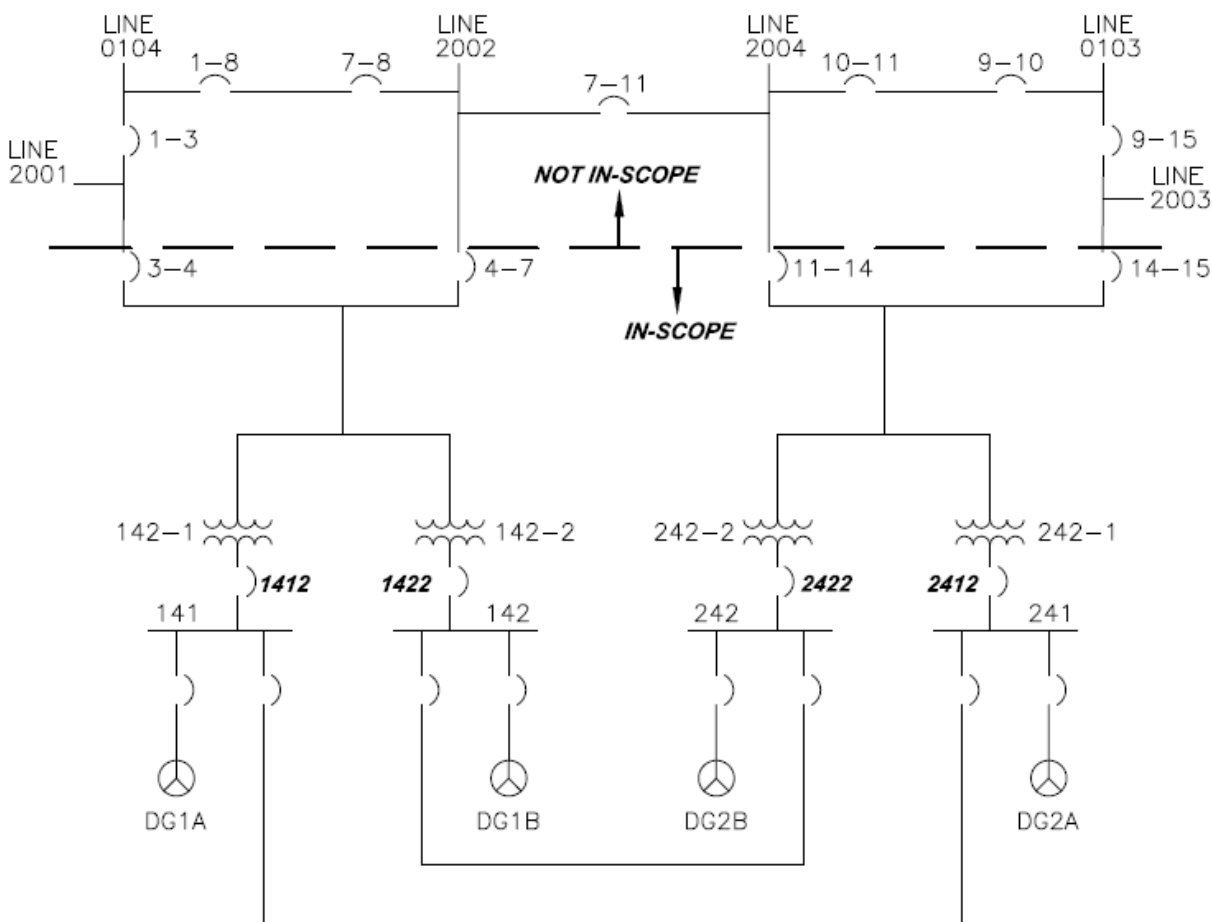 LINE
0104
1-8
7-8
LINE
2002
7-11
LINE
2004
10-11
9-10
LINE
0103
1-3
9-15
LINE
2001
LINE
2003
NOT IN-SCOPE
3-4
4-7
11-14
14-15
IN-SCOPE
142-1
142-2
242-2
242-1
1412
1422
2422
2412
141
142
242
241
DG1A
DG1B
DG2B
DG2A